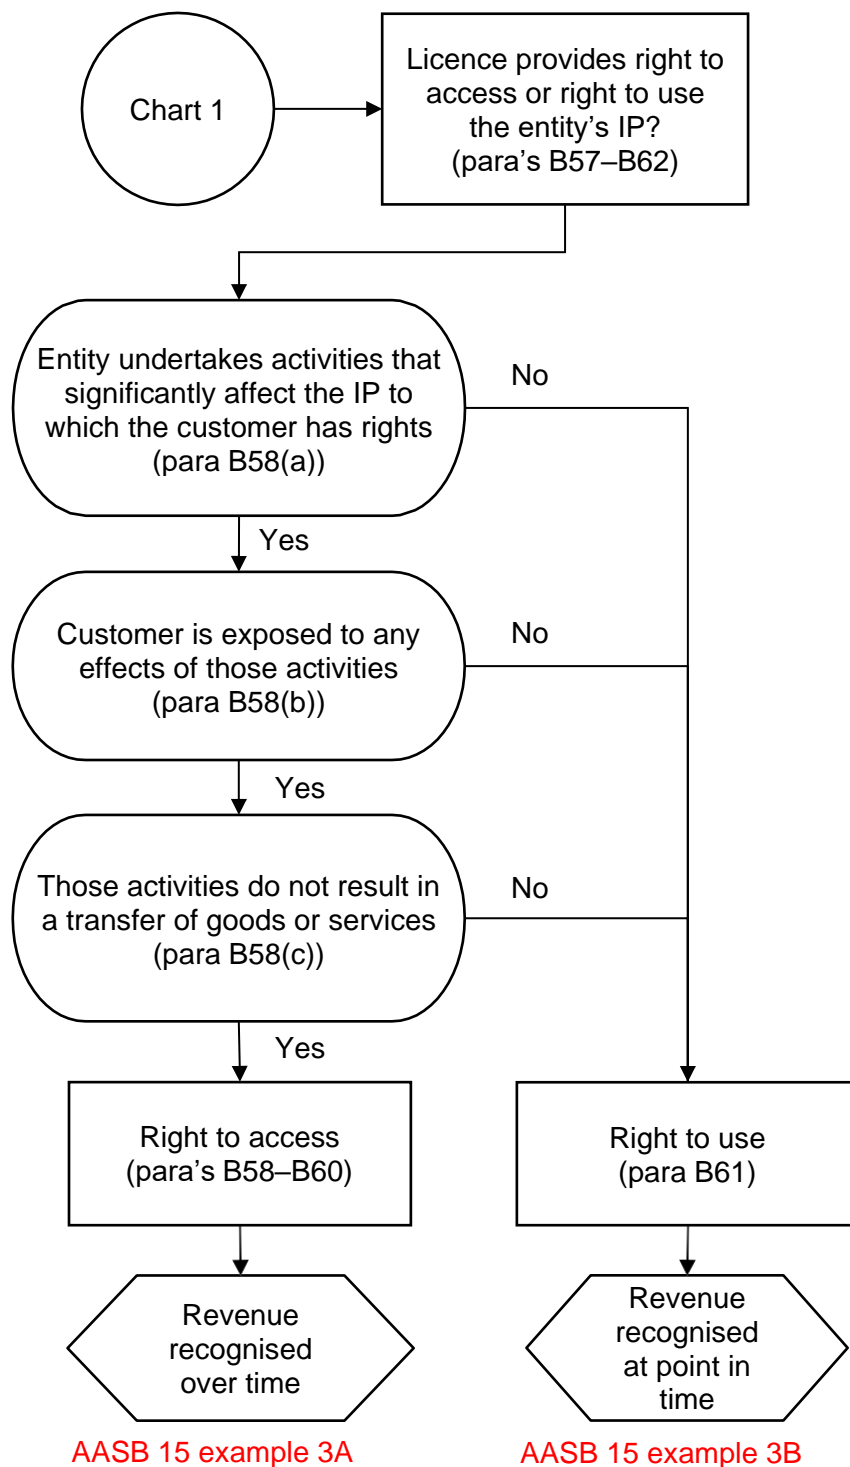 Chart 1
Licence provides right to
access or right to use
the entity's IP?
(para's B57–B62)
Entity undertakes activities that
significantly affect the IP to
which the customer has rights
(para B58(a))
No
Yes
Customer is exposed to any
effects of those activities
(para B58(b))
No
Yes
Those activities do not result in
a transfer of goods or services
(para B58(c))
No
Yes
Right to access
(para's B58–B60)
Right to use
(para B61)
Revenue
recognised
over time
Revenue
recognised
at point in
time
AASB 15 example 3A
AASB 15 example 3B